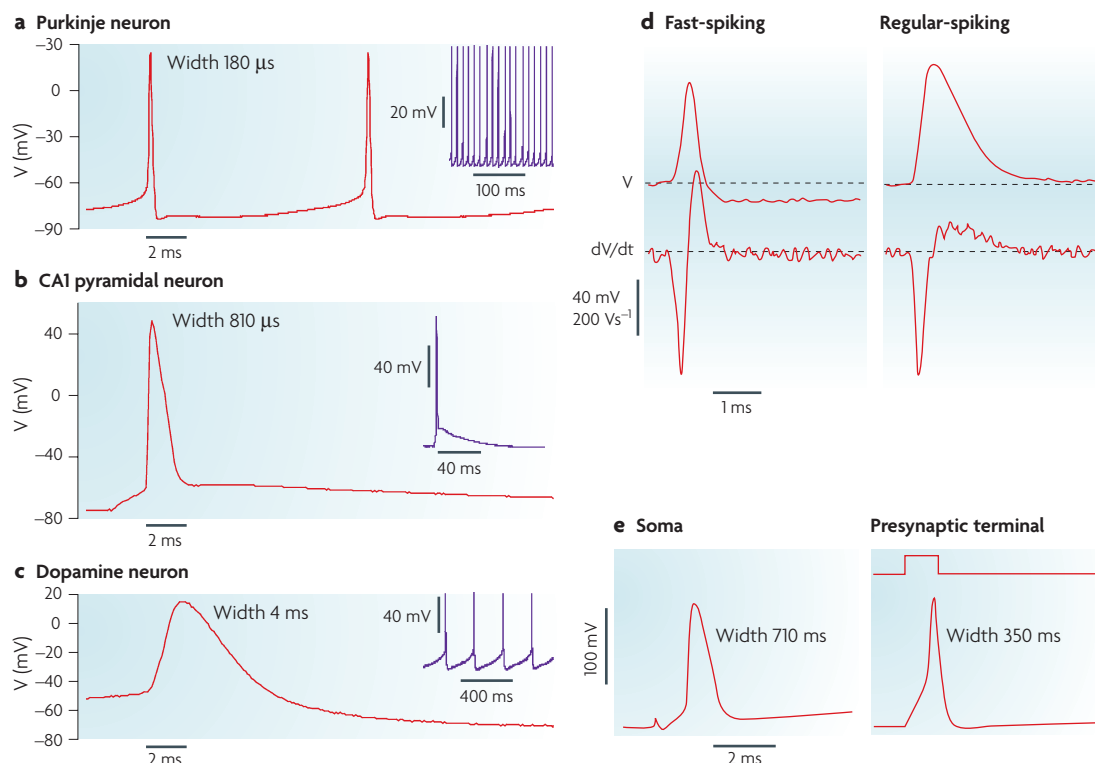 a Purkinje neuron
–30
0
–30
–60
–90
V (mV)
Width 180 µs
20 mV
100 ms
2 ms
b CA1 pyramidal neuron
40
0
–40
–80
V (mV)
Width 810 µs
40 mV
40 ms
2 ms
c Dopamine neuron
20
0
–20
–40
–60
–80
V (mV)
Width 4 ms
40 mV
400 ms
2 ms
d Fast-spiking
Regular-spiking
V
dV/dt
40 mV
200 Vs⁻¹
1 ms
e Soma
Presynaptic terminal
100 mV
Width 710 ms
Width 350 ms
2 ms